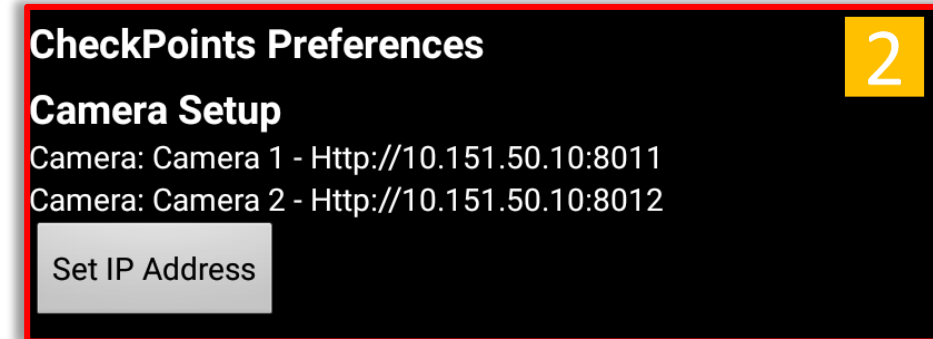 CheckPoints Preferences
2
Camera Setup
Camera: Camera 1 - Http://10.151.50.10:8011
Camera: Camera 2 - Http://10.151.50.10:8012
Set IP Address